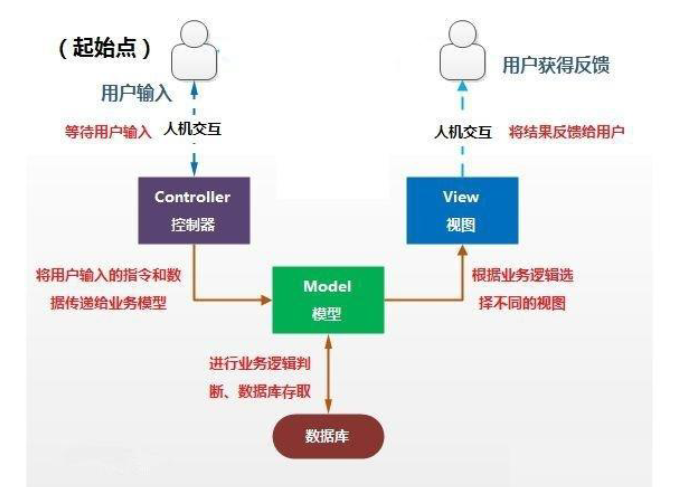 （起始点）
用户输入
用户获得反馈
等待用户输入
人机交互
人机交互
将结果反馈给用户
Controller
控制器
View
视图
将用户输入的指令和数
据传递给业务模型
Model
模型
根据业务逻辑选
择不同的视图
进行业务逻辑判
断、数据库存取
数据库